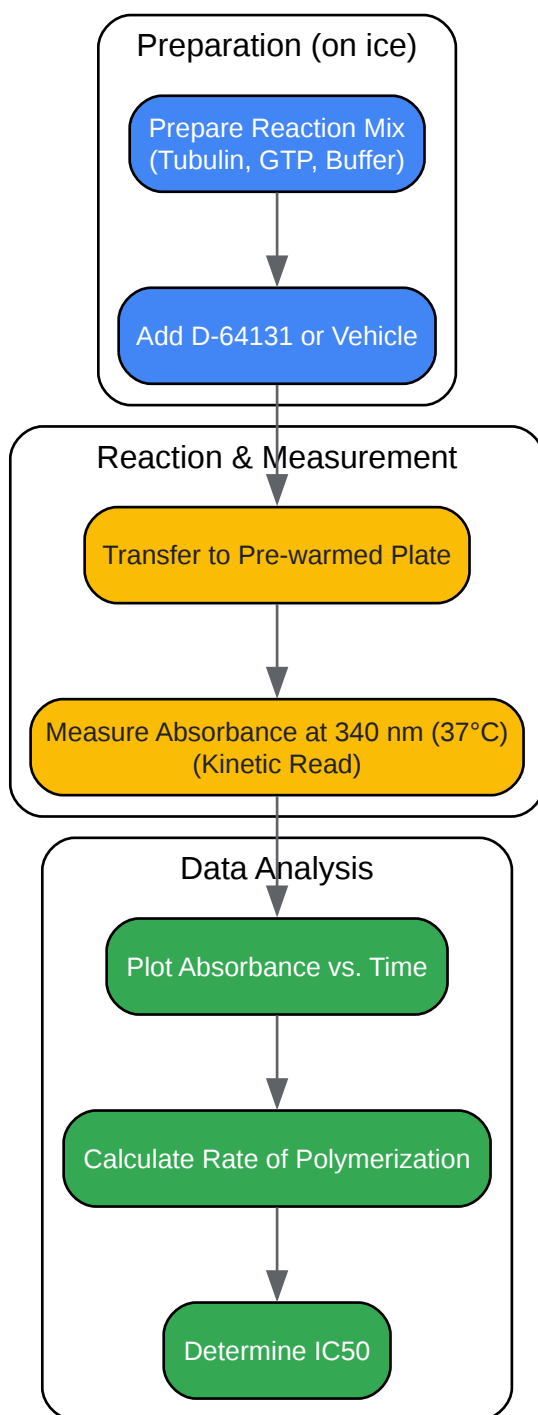 Preparation (on ice)
Prepare Reaction Mix
(Tubulin, GTP, Buffer)
Add D-64131 or Vehicle
Reaction & Measurement
Transfer to Pre-warmed Plate
Measure Absorbance at 340 nm (37°C)
(Kinetic Read)
Data Analysis
Plot Absorbance vs. Time
Calculate Rate of Polymerization
Determine IC50